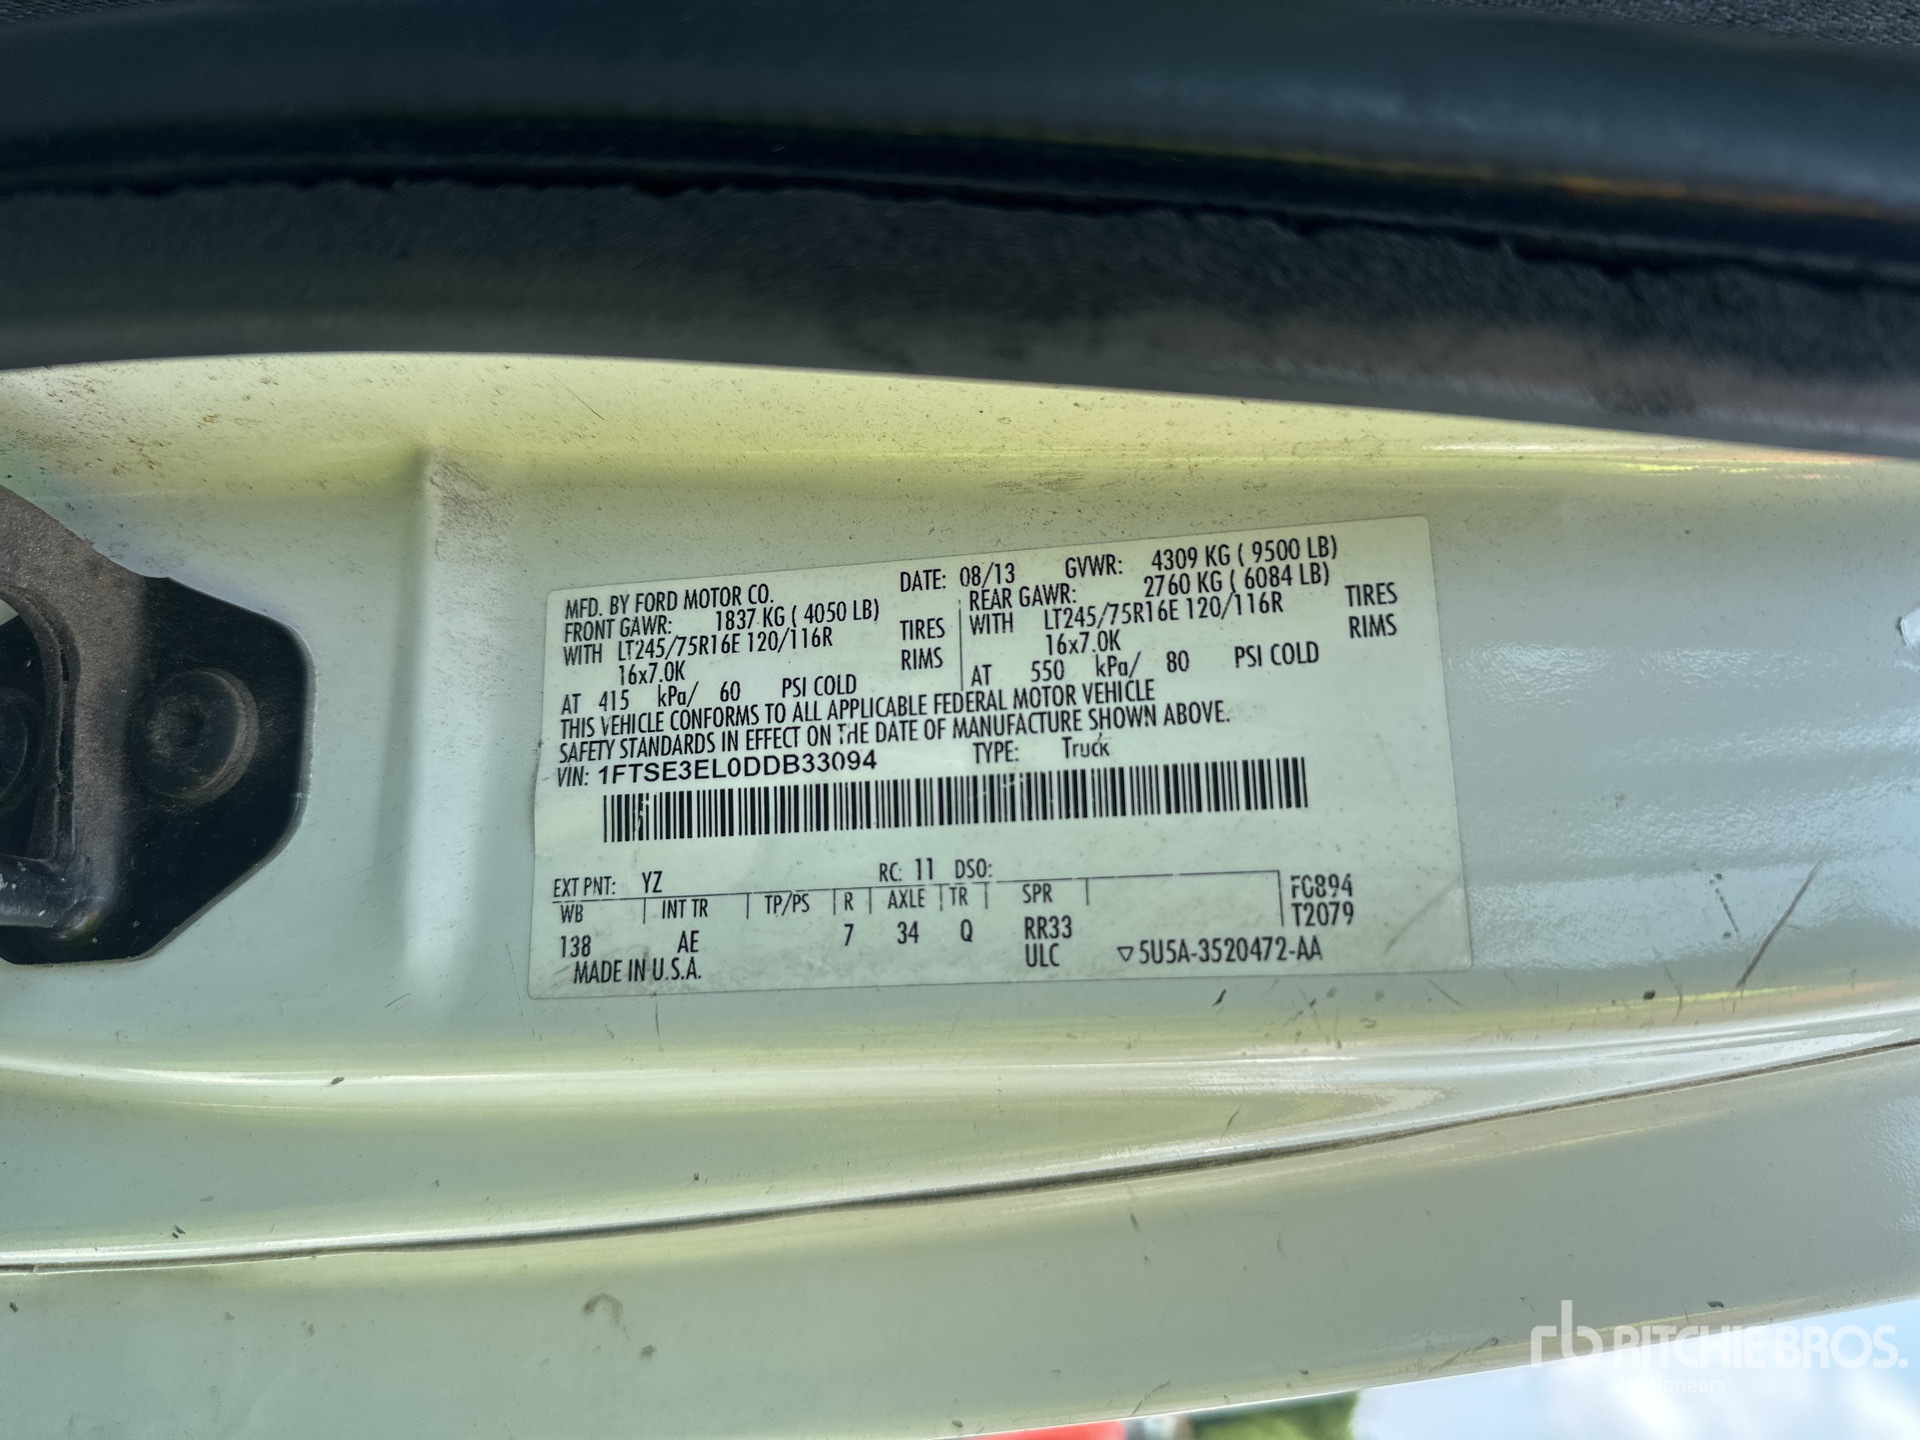 MFD. BY FORD MOTOR CO.
DATE: 08/13
GVWR: 4309 KG ( 9500 LB)
FRONT GAWR: 1837 KG ( 4050 LB)
REAR GAWR: 2760 KG ( 6084 LB)
WITH LT245/75R16E 120/116R TIRES
WITH LT245/75R16E 120/116R TIRES
16x7.0K RIMS
16x7.0K RIMS
AT 415 kPa/ 60 PSI COLD
AT 550 kPa/ 80 PSI COLD
THIS VEHICLE CONFORMS TO ALL APPLICABLE FEDERAL MOTOR VEHICLE
SAFETY STANDARDS IN EFFECT ON THE DATE OF MANUFACTURE SHOWN ABOVE.
VIN: 1FTSE3EL0DDB33094
TYPE: Truck
EXT PNT: YZ RC: 11 DSO:
WB INT TR TP/PS R AXLE TR SPR
FC894
T2079
138 AE 7 34 Q RR33
MADE IN U.S.A. ULC ▽5U5A-3520472-AA
rb RITCHIE BROS.
Auctioneers